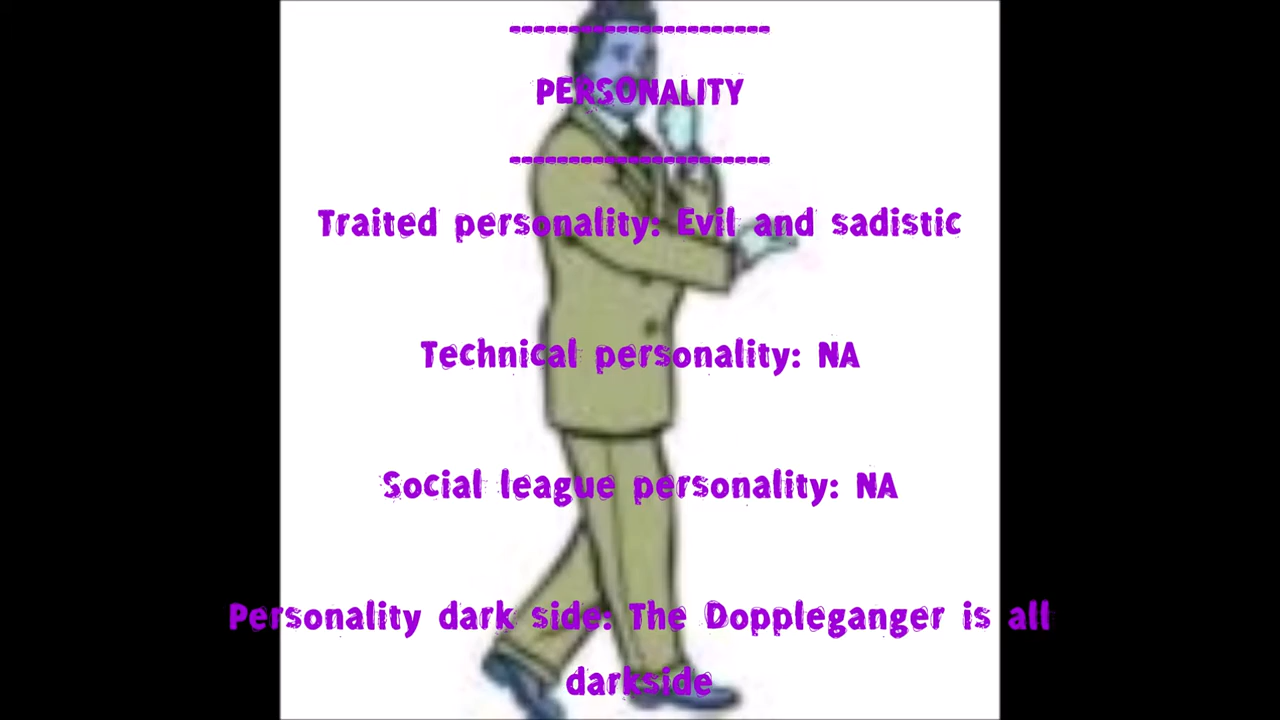 ----------------------
PERSONALITY
----------------------
Traited personality: Evil and sadistic
Technical personality: NA
Social league personality: NA
Personality dark side: The Doppleganger is all
darkside